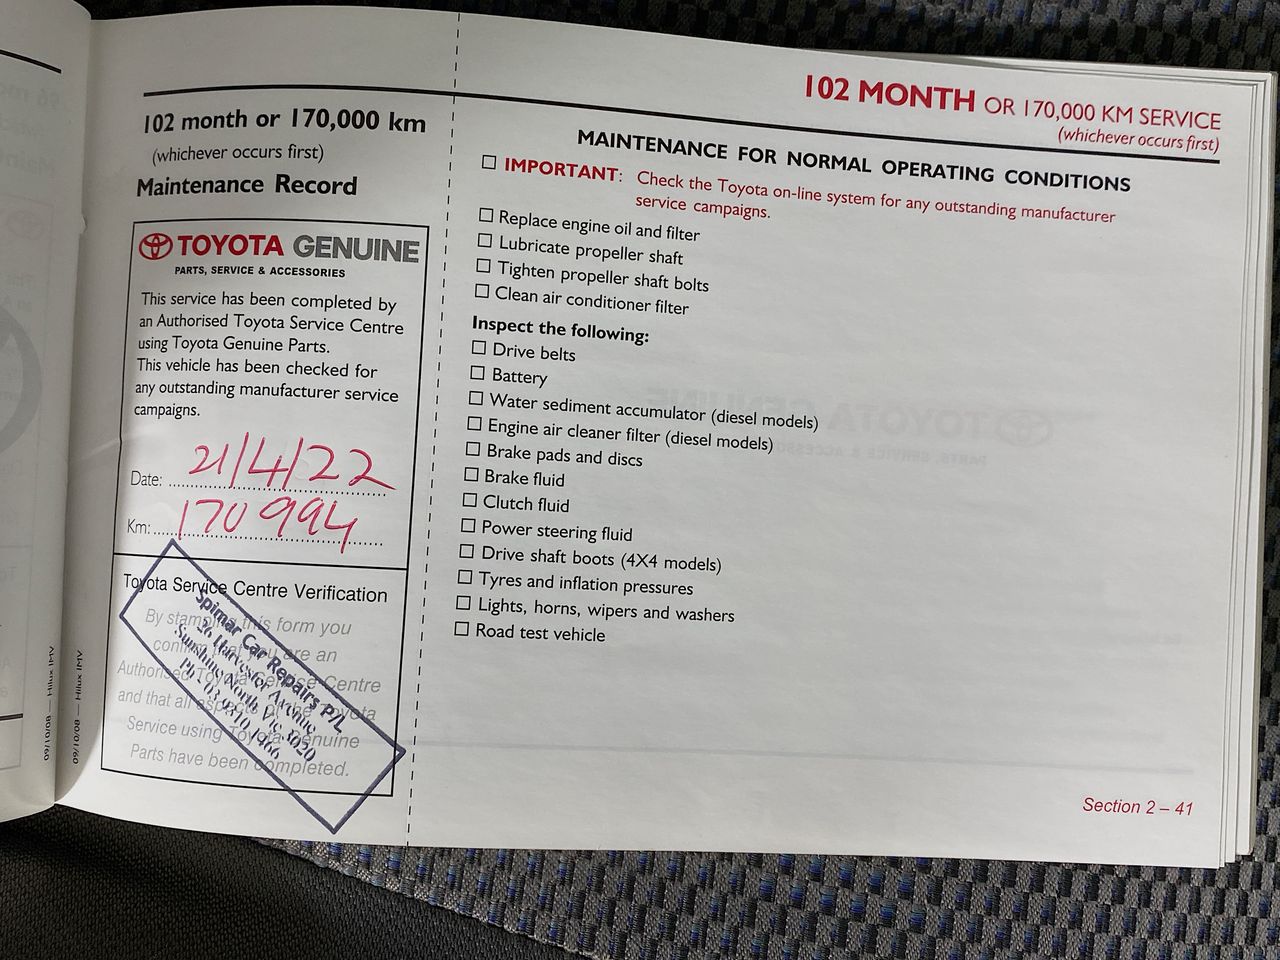 102 month or 170,000 km
(whichever occurs first)
Maintenance Record
TOYOTA GENUINE
PARTS, SERVICE & ACCESSORIES
This service has been completed by
an Authorised Toyota Service Centre
using Toyota Genuine Parts.
This vehicle has been checked for
any outstanding manufacturer service
campaigns.
Date: 21/4/22
Km: 170 994
Toyota Service Centre Verification
By stamping this form you
confirm that you are an
Authorised Toyota Service Centre
and that all aspects of the Toyota
Service using Toyota Genuine
Parts have been completed.
Spimar Car Repairs P/L
26 Harvester Avenue
Sunshine North Vic 3020
Ph: 03 9310 7966
09/10/08 — Hilux IMV
09/10/08 — Hilux IMV
102 MONTH OR 170,000 KM SERVICE
(whichever occurs first)
MAINTENANCE FOR NORMAL OPERATING CONDITIONS
☐ IMPORTANT: Check the Toyota on-line system for any outstanding manufacturer
service campaigns.
☐ Replace engine oil and filter
☐ Lubricate propeller shaft
☐ Tighten propeller shaft bolts
☐ Clean air conditioner filter
Inspect the following:
☐ Drive belts
☐ Battery
☐ Water sediment accumulator (diesel models)
☐ Engine air cleaner filter (diesel models)
☐ Brake pads and discs
☐ Brake fluid
☐ Clutch fluid
☐ Power steering fluid
☐ Drive shaft boots (4X4 models)
☐ Tyres and inflation pressures
☐ Lights, horns, wipers and washers
☐ Road test vehicle
Section 2 – 41